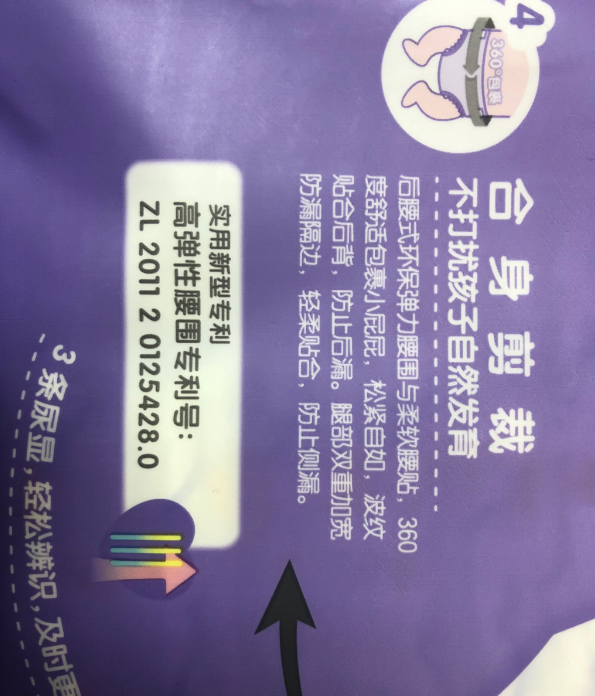 4
360°包裹
合身剪裁
不打扰孩子自然发育
后腰式环保弹力腰围与柔软腰贴，360
度舒适包裹小屁屁，松紧自如，波纹
贴合后背，防止后漏。腿部双重加宽
防漏隔边，轻柔贴合，防止侧漏。
实用新型专利
高弹性腰围专利号：
ZL 2011 2 0125428.0
3条尿显，轻松辨识，及时更